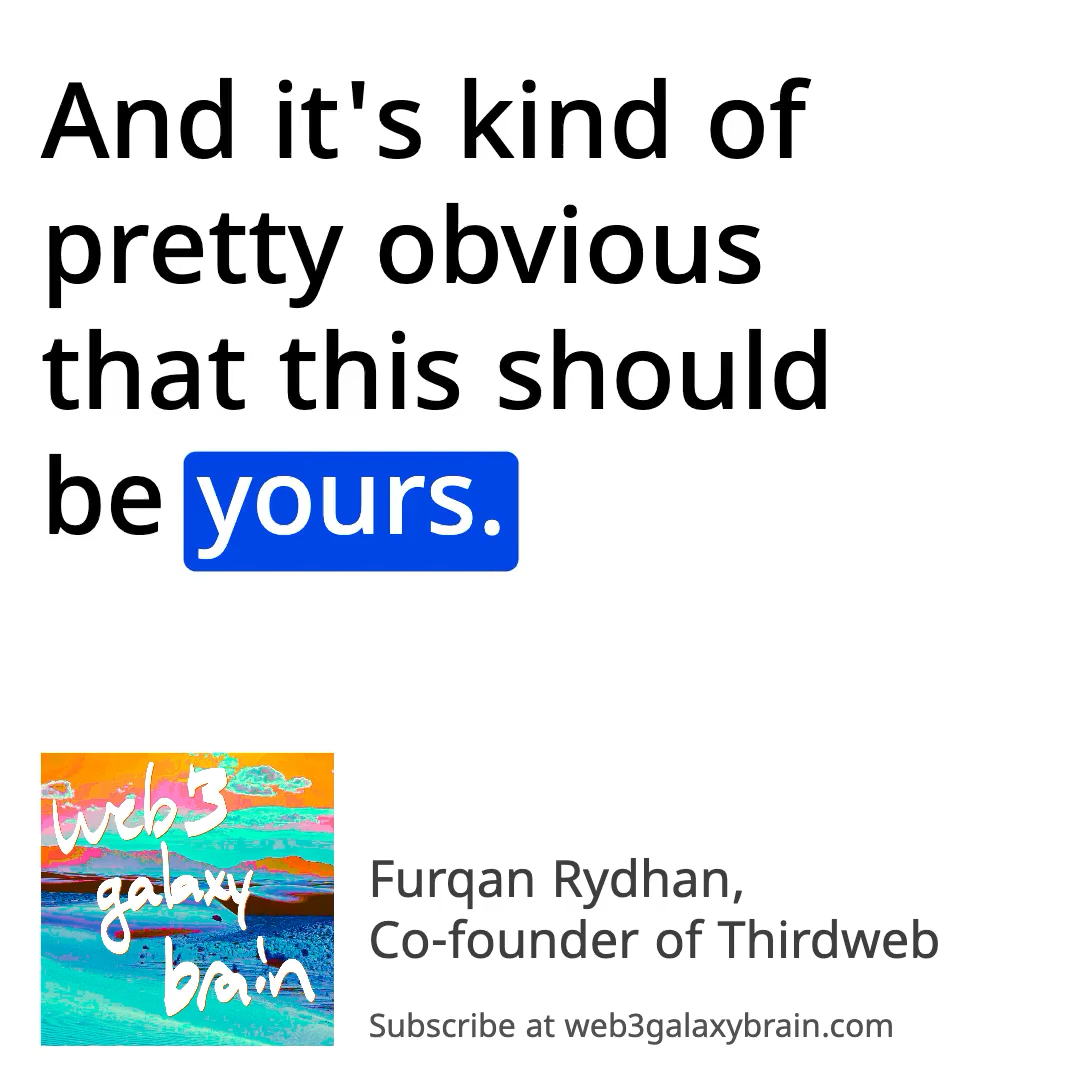 And it's kind of
pretty obvious
that this should
be yours.
web3
galaxy
brain
Furqan Rydhan,
Co-founder of Thirdweb
Subscribe at web3galaxybrain.com